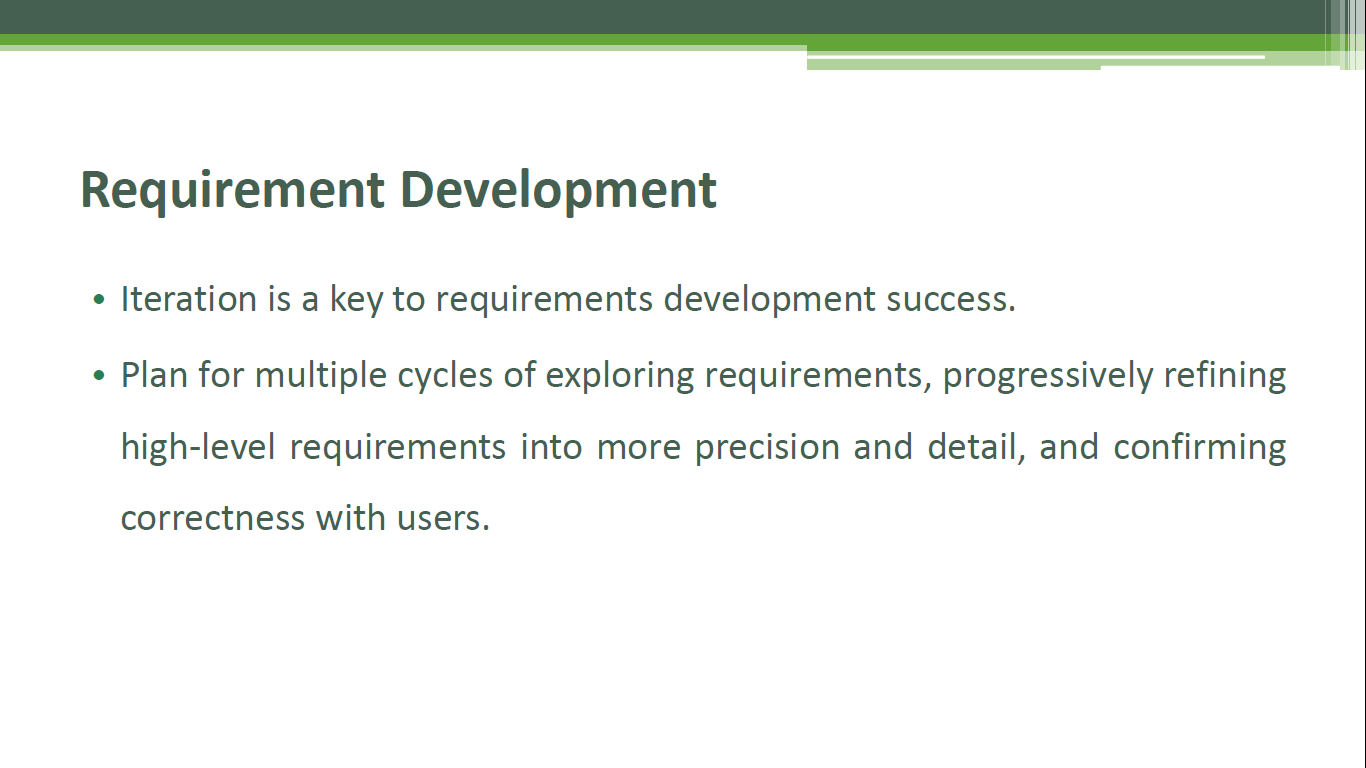 Requirement Development
• Iteration is a key to requirements development success.
• Plan for multiple cycles of exploring requirements, progressively refining
high-level requirements into more precision and detail, and confirming
correctness with users.